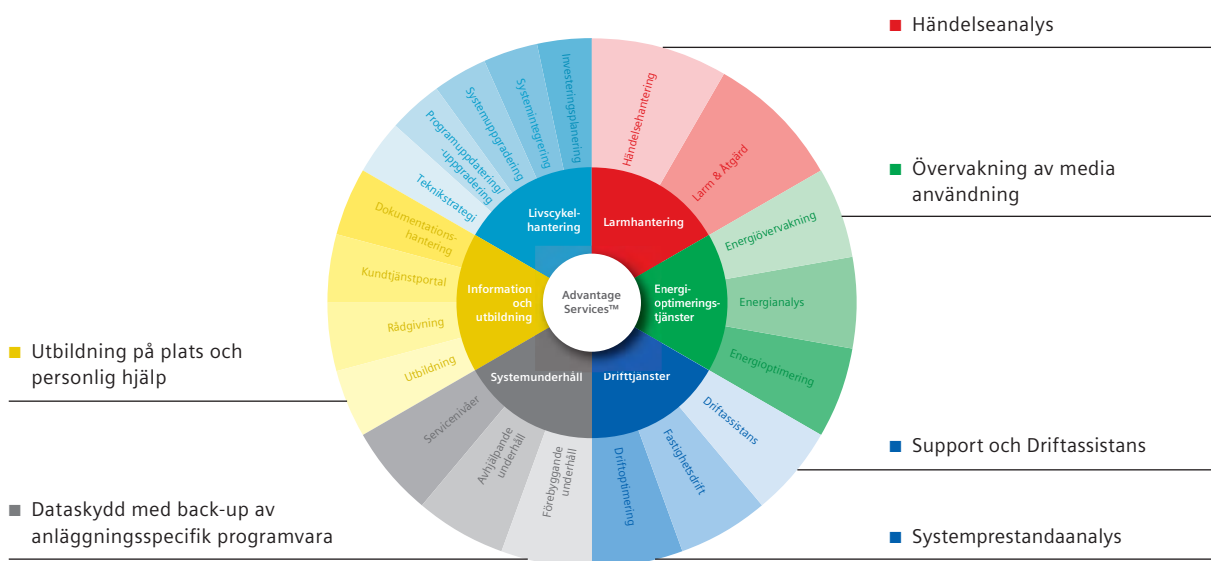 Händelseanalys
Övervakning av media
användning
Support och Driftassistans
Systemprestandaanalys
Utbildning på plats och
personlig hjälp
Dataskydd med back-up av
anläggningsspecifik programvara
Advantage
Services™
Larmhantering
Händelsehantering
Larm & Åtgärd
Energi-
optimerings-
tjänster
Energiövervakning
Energianalys
Energioptimering
Drifttjänster
Driftassistans
Fastighetsdrift
Driftoptimering
Systemunderhåll
Förebyggande
underhåll
Avhjälpande
underhåll
Servicenivåer
Information
och
utbildning
Utbildning
Rådgivning
Kundtjänstportal
Dokumentations-
hantering
Livscykel-
hantering
Teknikstrategi
Programuppdatering/
-uppgradering
Systemuppgradering
Systemintegrering
Investeringsplanering